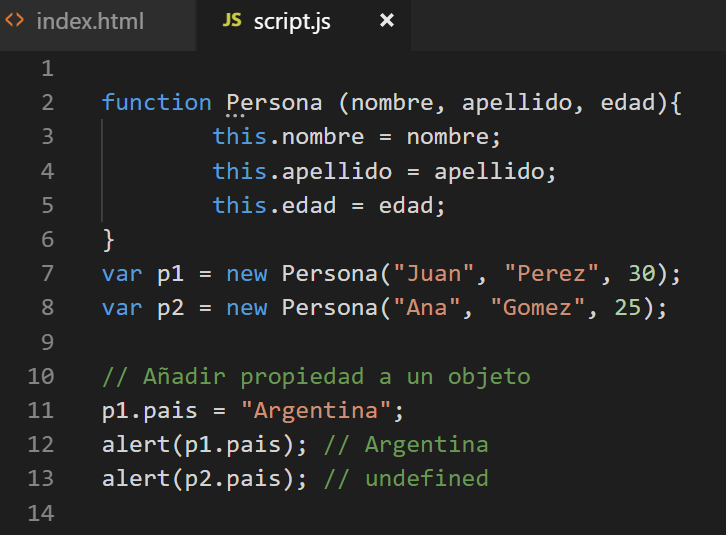 <> index.html JS script.js ×
1
2 function Persona (nombre, apellido, edad){
3 this.nombre = nombre;
4 this.apellido = apellido;
5 this.edad = edad;
6 }
7 var p1 = new Persona("Juan", "Perez", 30);
8 var p2 = new Persona("Ana", "Gomez", 25);
9
10 // Añadir propiedad a un objeto
11 p1.pais = "Argentina";
12 alert(p1.pais); // Argentina
13 alert(p2.pais); // undefined
14